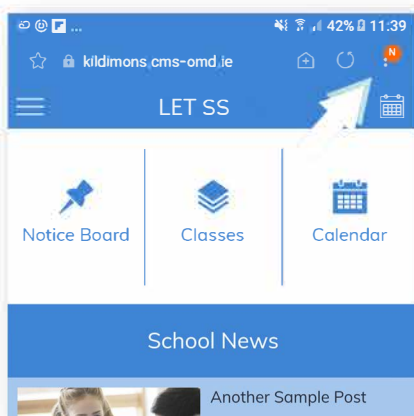 ... 42% 11:39
kildimons.cms-omd.ie N
LET SS
Notice Board Classes Calendar
School News
Another Sample Post